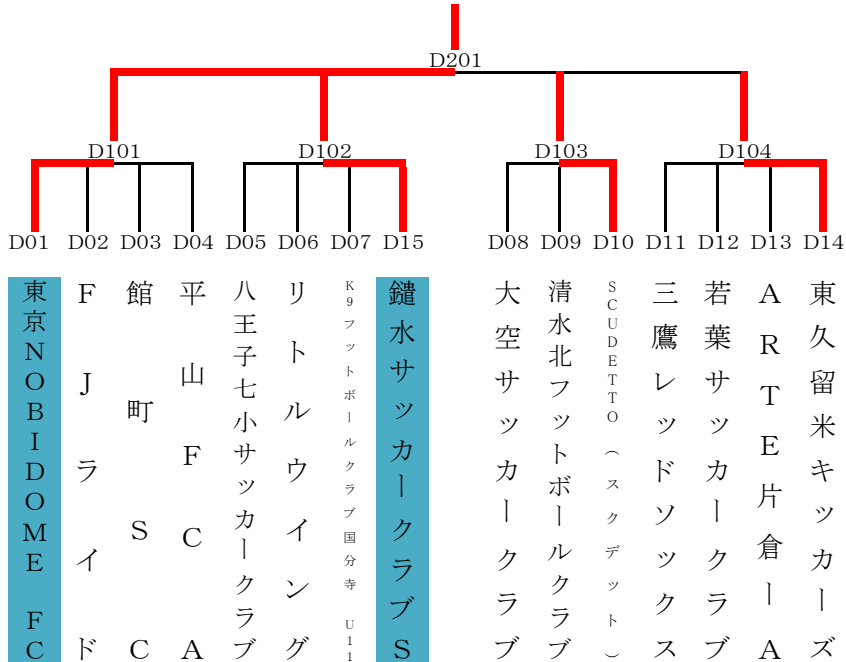 D201
D101 D102 D103 D104
D01 D02 D03 D04 D05 D06 D07 D15 D08 D09 D10 D11 D12 D13 D14
東京NOBIDOME FC
FJライド
館町SC
平山FC A
八王子七小サッカークラブ
リトルウイング
K9フットボールクラブ国分寺 U11
鑓水サッカークラブS
大空サッカークラブ
清水北フットボールクラブ
SCUDETTO(スクデット)
三鷹レッドソックス
若葉サッカークラブ
ARTE片倉ーA
東久留米キッカーズ